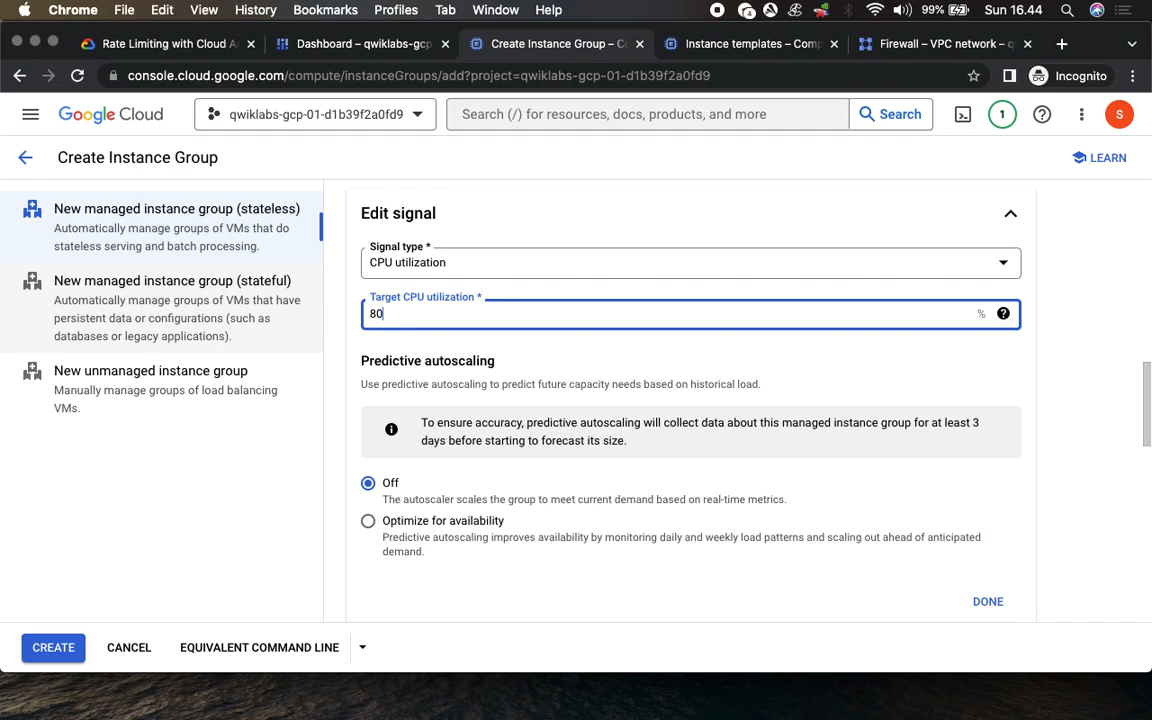 Chrome File Edit View History Bookmarks Profiles Tab Window Help 99% Sun 16.44
Rate Limiting with Cloud A Dashboard – qwiklabs-gcp Create Instance Group – C Instance templates – Comp Firewall – VPC network – q
console.cloud.google.com/compute/instanceGroups/add?project=qwiklabs-gcp-01-d1b39f2a0fd9 Incognito
Google Cloud qwiklabs-gcp-01-d1b39f2a0fd9 Search (/) for resources, docs, products, and more Search 1 S
Create Instance Group LEARN
New managed instance group (stateless)
Automatically manage groups of VMs that do
stateless serving and batch processing.
New managed instance group (stateful)
Automatically manage groups of VMs that have
persistent data or configurations (such as
databases or legacy applications).
New unmanaged instance group
Manually manage groups of load balancing
VMs.
Edit signal
Signal type *
CPU utilization
Target CPU utilization *
80 %
Predictive autoscaling
Use predictive autoscaling to predict future capacity needs based on historical load.
To ensure accuracy, predictive autoscaling will collect data about this managed instance group for at least 3
days before starting to forecast its size.
Off
The autoscaler scales the group to meet current demand based on real-time metrics.
Optimize for availability
Predictive autoscaling improves availability by monitoring daily and weekly load patterns and scaling out ahead of anticipated
demand.
DONE
CREATE CANCEL EQUIVALENT COMMAND LINE